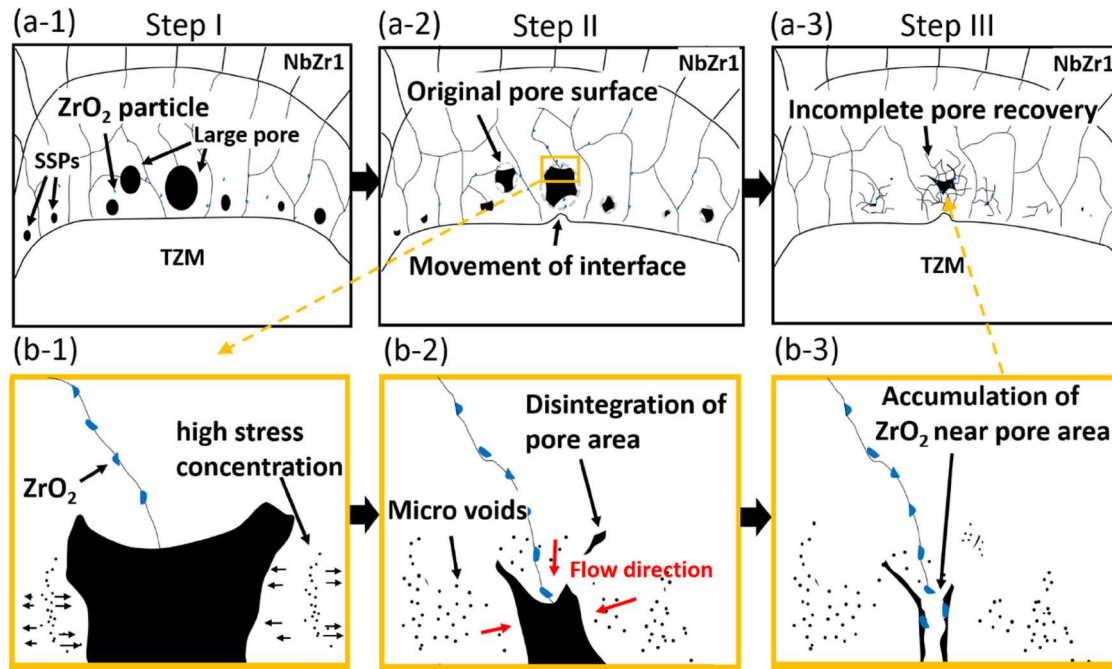 (a-1)
Step I
NbZr1
ZrO2 particle
Large pore
SSPs
TZM
(a-2)
Step II
NbZr1
Original pore surface
Movement of interface
(a-3)
Step III
NbZr1
Incomplete pore recovery
TZM
(b-1)
high stress
concentration
ZrO2
(b-2)
Disintegration of
pore area
Micro voids
Flow direction
(b-3)
Accumulation of
ZrO2 near pore area